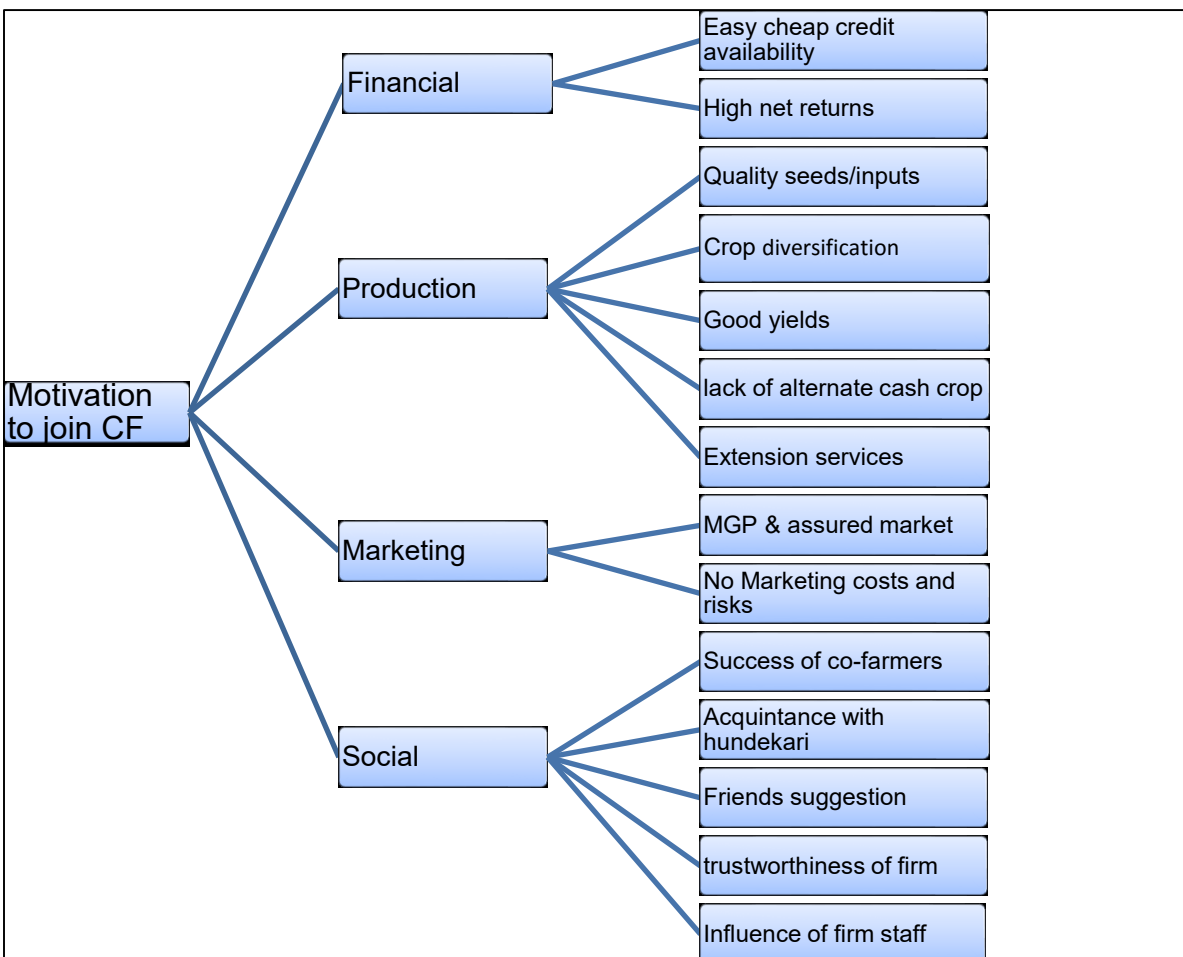 Motivation
to join CF
Financial
Easy cheap credit
availability
High net returns
Production
Quality seeds/inputs
Crop diversification
Good yields
lack of alternate cash crop
Extension services
Marketing
MGP & assured market
No Marketing costs and
risks
Social
Success of co-farmers
Acquintance with
hundekari
Friends suggestion
trustworthiness of firm
Influence of firm staff